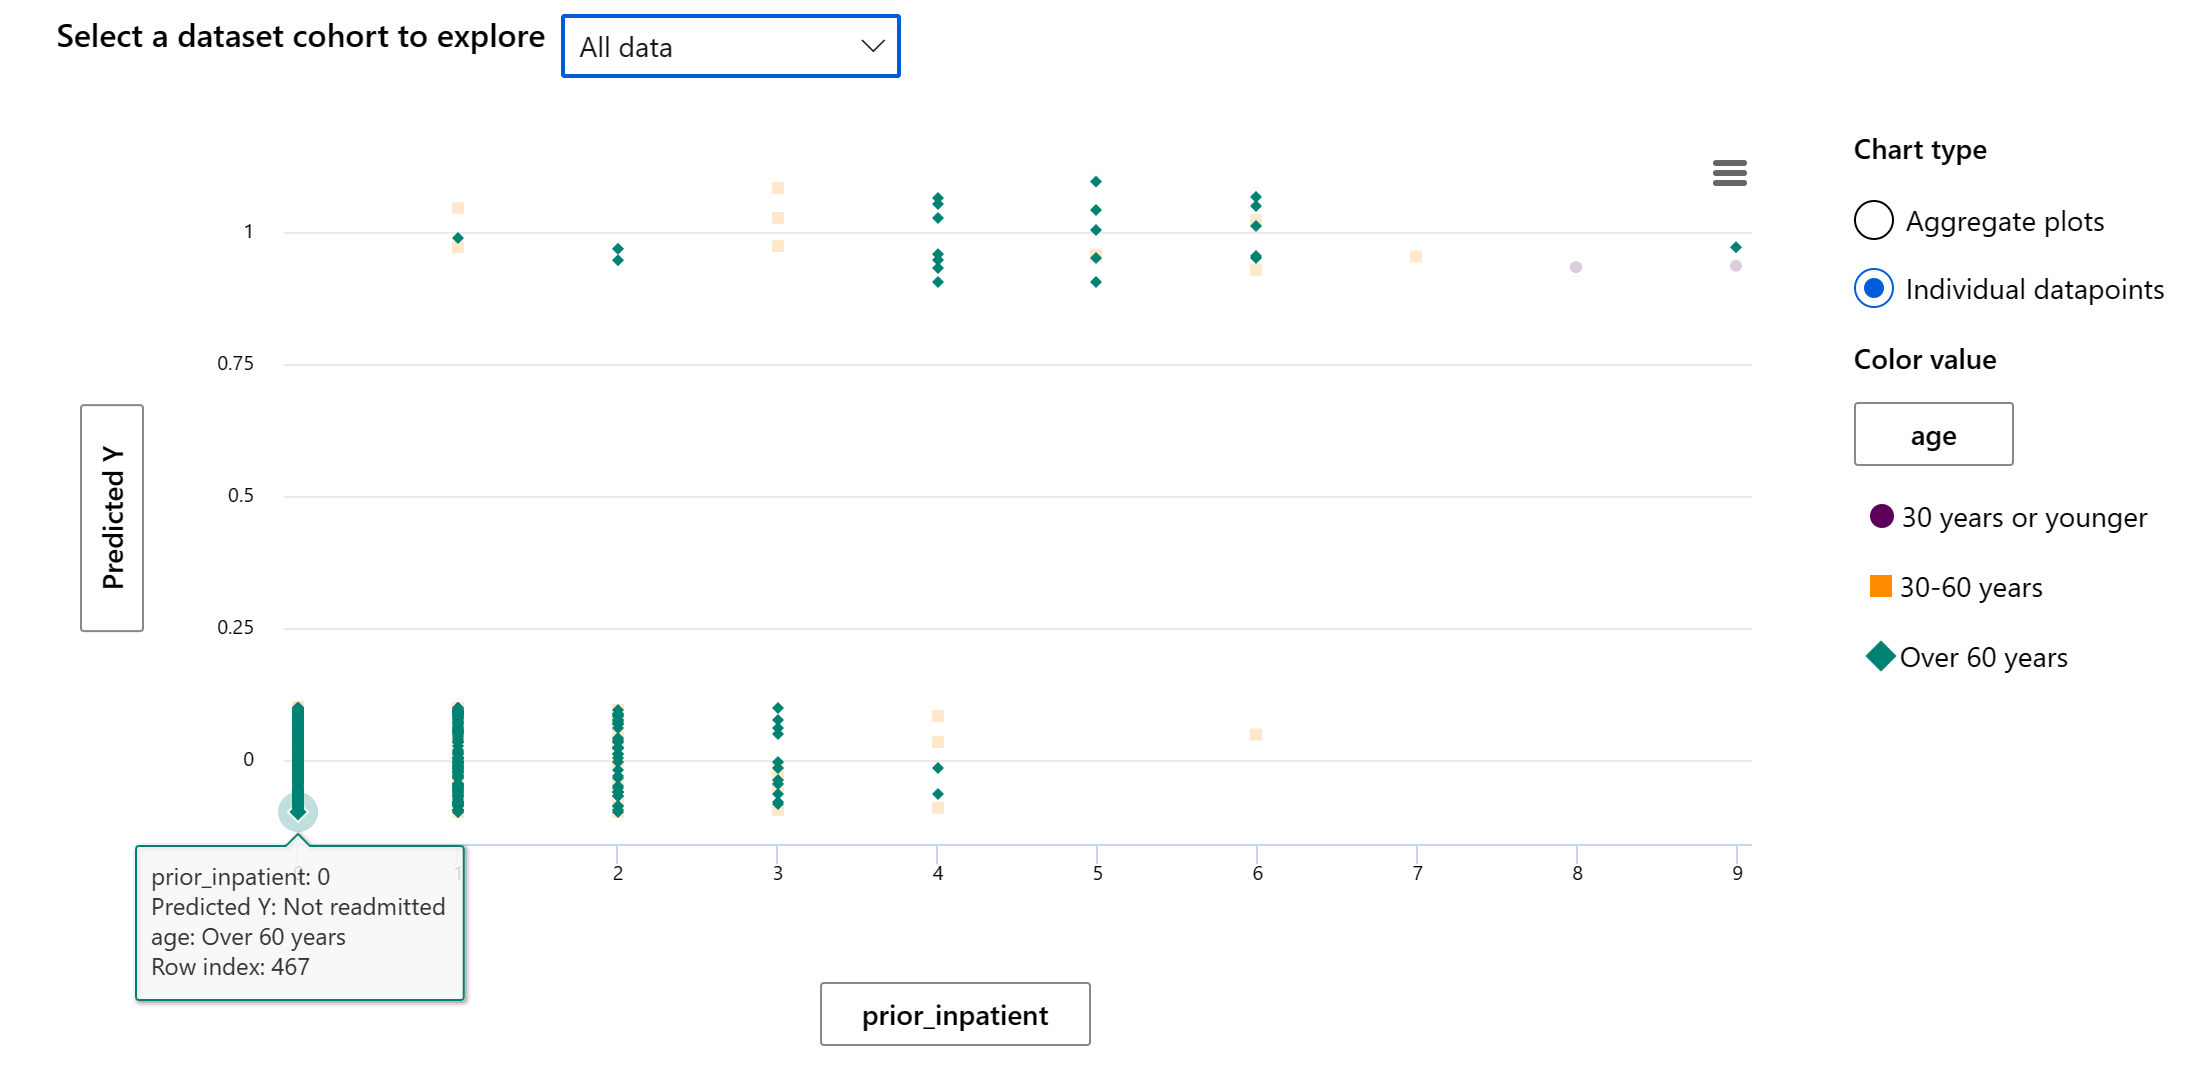 Select a dataset cohort to explore
All data
1
0.75
0.5
0.25
0
Predicted Y
0 1 2 3 4 5 6 7 8 9
prior_inpatient: 0
Predicted Y: Not readmitted
age: Over 60 years
Row index: 467
prior_inpatient
Chart type
Aggregate plots
Individual datapoints
Color value
age
30 years or younger
30-60 years
Over 60 years